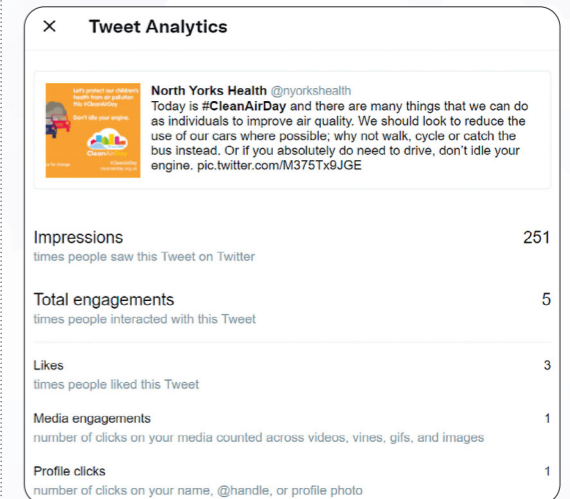 Tweet Analytics
Let's protect our children's
health from air pollution
this #CleanAirDay
Don't idle your engine.
CleanAirDay
#CleanAirDay
North Yorks Health @nyorkshealth
Today is #CleanAirDay and there are many things that we can do
as individuals to improve air quality. We should look to reduce the
use of our cars where possible; why not walk, cycle or catch the
bus instead. Or if you absolutely do need to drive, don't idle your
engine. pic.twitter.com/M375Tx9JGE
Impressions 251
times people saw this Tweet on Twitter
Total engagements 5
times people interacted with this Tweet
Likes 3
times people liked this Tweet
Media engagements 1
number of clicks on your media counted across videos, vines, gifs, and images
Profile clicks 1
number of clicks on your name, @handle, or profile photo